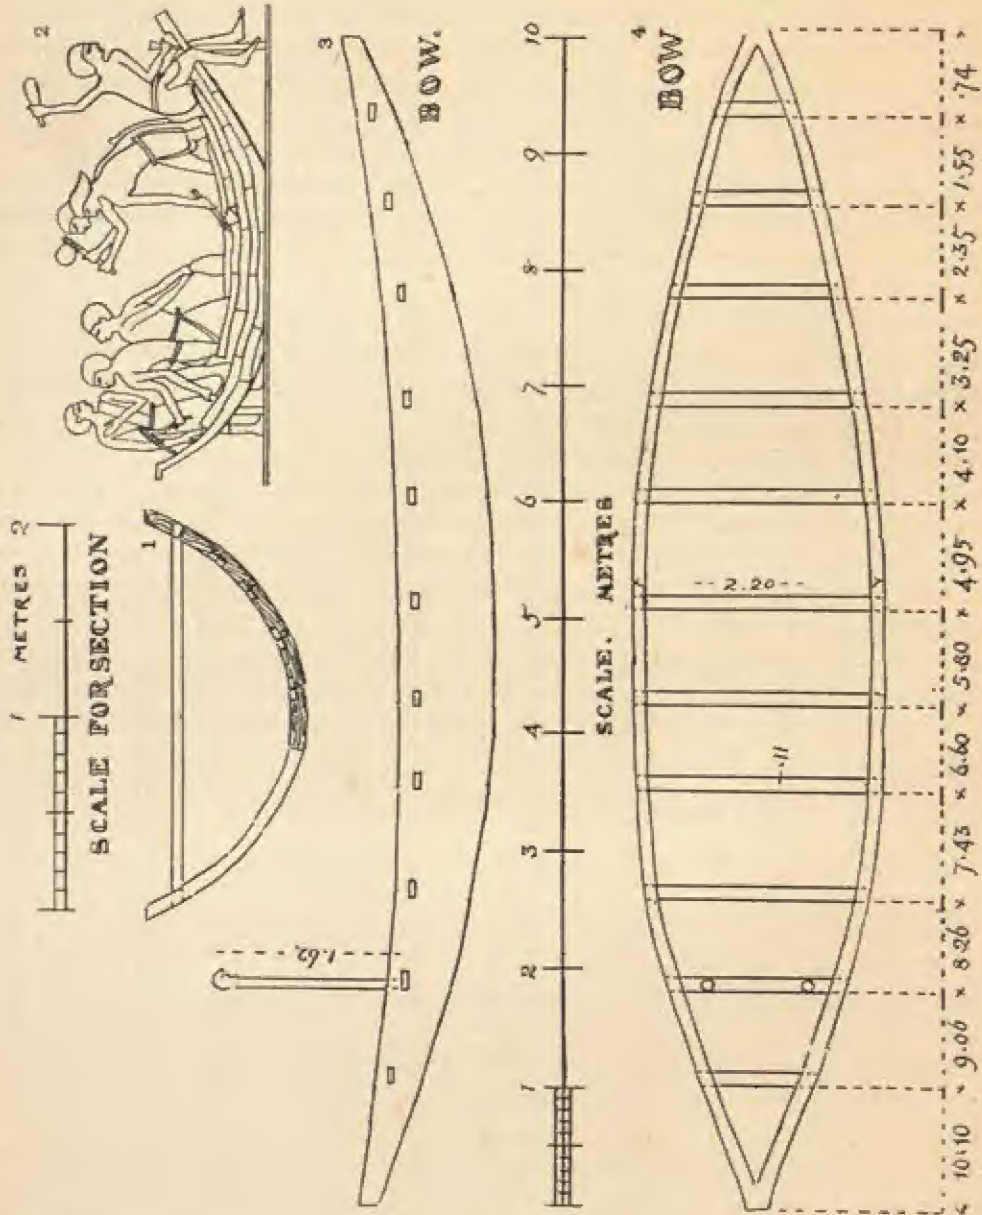 METRES
1 2
SCALE FOR SECTION
1
2
3
BOW.
1.62
1 2 3 4 5 6 7 8 9 10
SCALE. METRES
4
BOW
2.20
.11
< 10.10 × 9.06 × 8.26 × 7.43 × 6.60 × 5.80 × 4.95 × 4.10 × 3.25 × 2.35 × 1.55 × .74 >